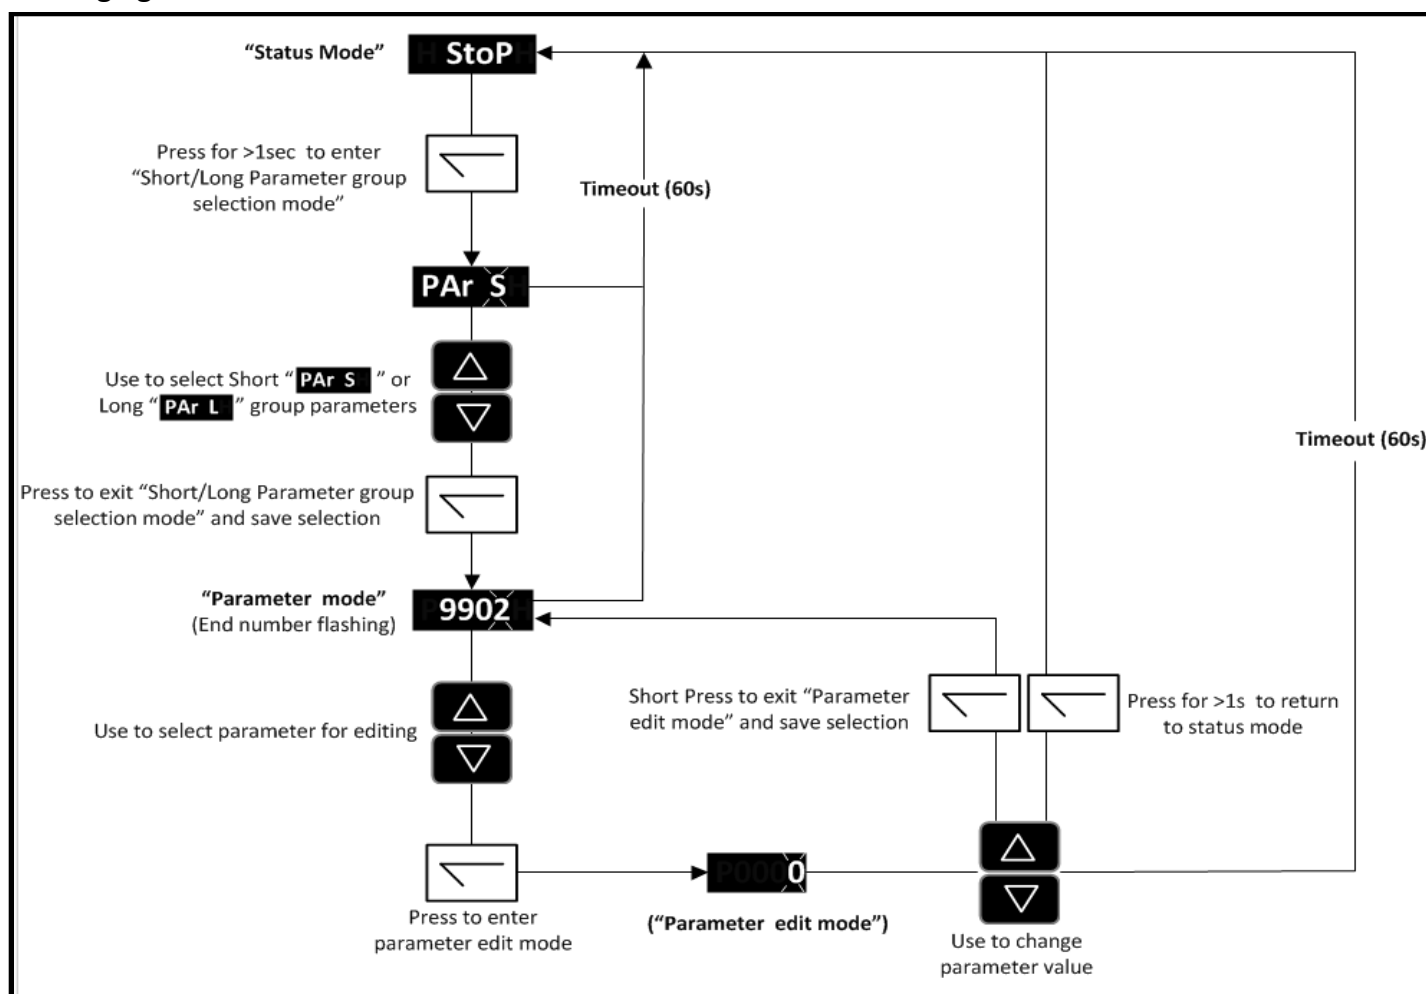 “Status Mode”
StoP
Press for >1sec to enter
“Short/Long Parameter group
selection mode”
Timeout (60s)
PAr S
Use to select Short “ PAr S ” or
Long “ PAr L ” group parameters
Timeout (60s)
Press to exit “Short/Long Parameter group
selection mode” and save selection
“Parameter mode”
(End number flashing)
9902
Use to select parameter for editing
Short Press to exit “Parameter
edit mode” and save selection
Press for >1s to return
to status mode
Press to enter
parameter edit mode
0
(“Parameter edit mode”)
Use to change
parameter value